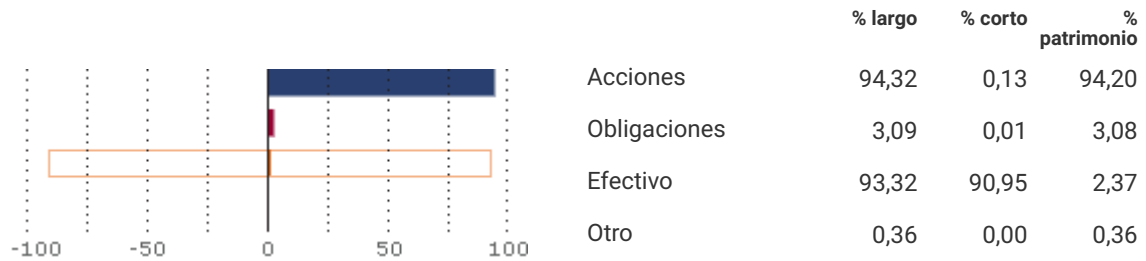 % largo % corto %
patrimonio
Acciones 94,32 0,13 94,20
Obligaciones 3,09 0,01 3,08
Efectivo 93,32 90,95 2,37
Otro 0,36 0,00 0,36
-100 -50 0 50 100